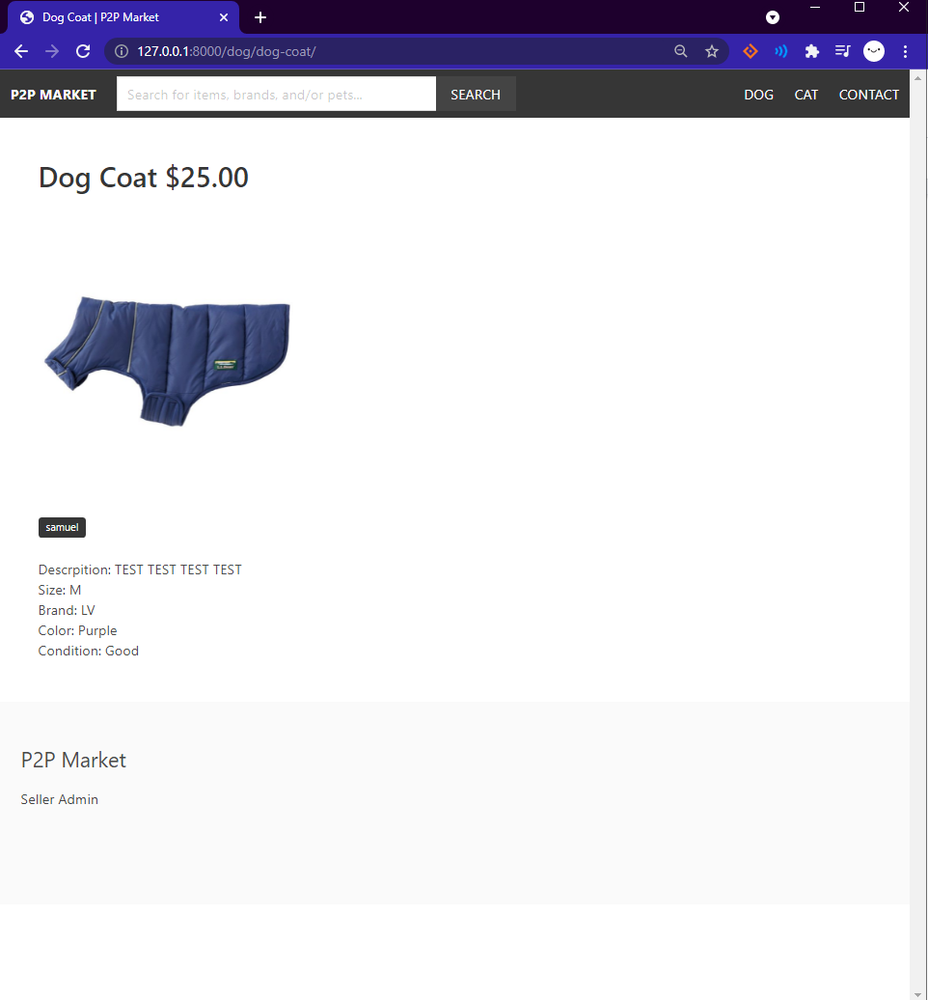 Dog Coat | P2P Market
127.0.0.1:8000/dog/dog-coat/
P2P MARKET
Search for items, brands, and/or pets...
SEARCH
DOG
CAT
CONTACT
Dog Coat $25.00
samuel
Descrpition: TEST TEST TEST TEST
Size: M
Brand: LV
Color: Purple
Condition: Good
P2P Market
Seller Admin